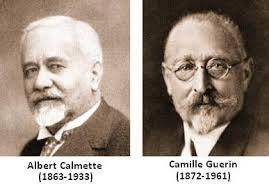 Albert Calmette
(1863-1933)
Camille Guerin
(1872-1961)